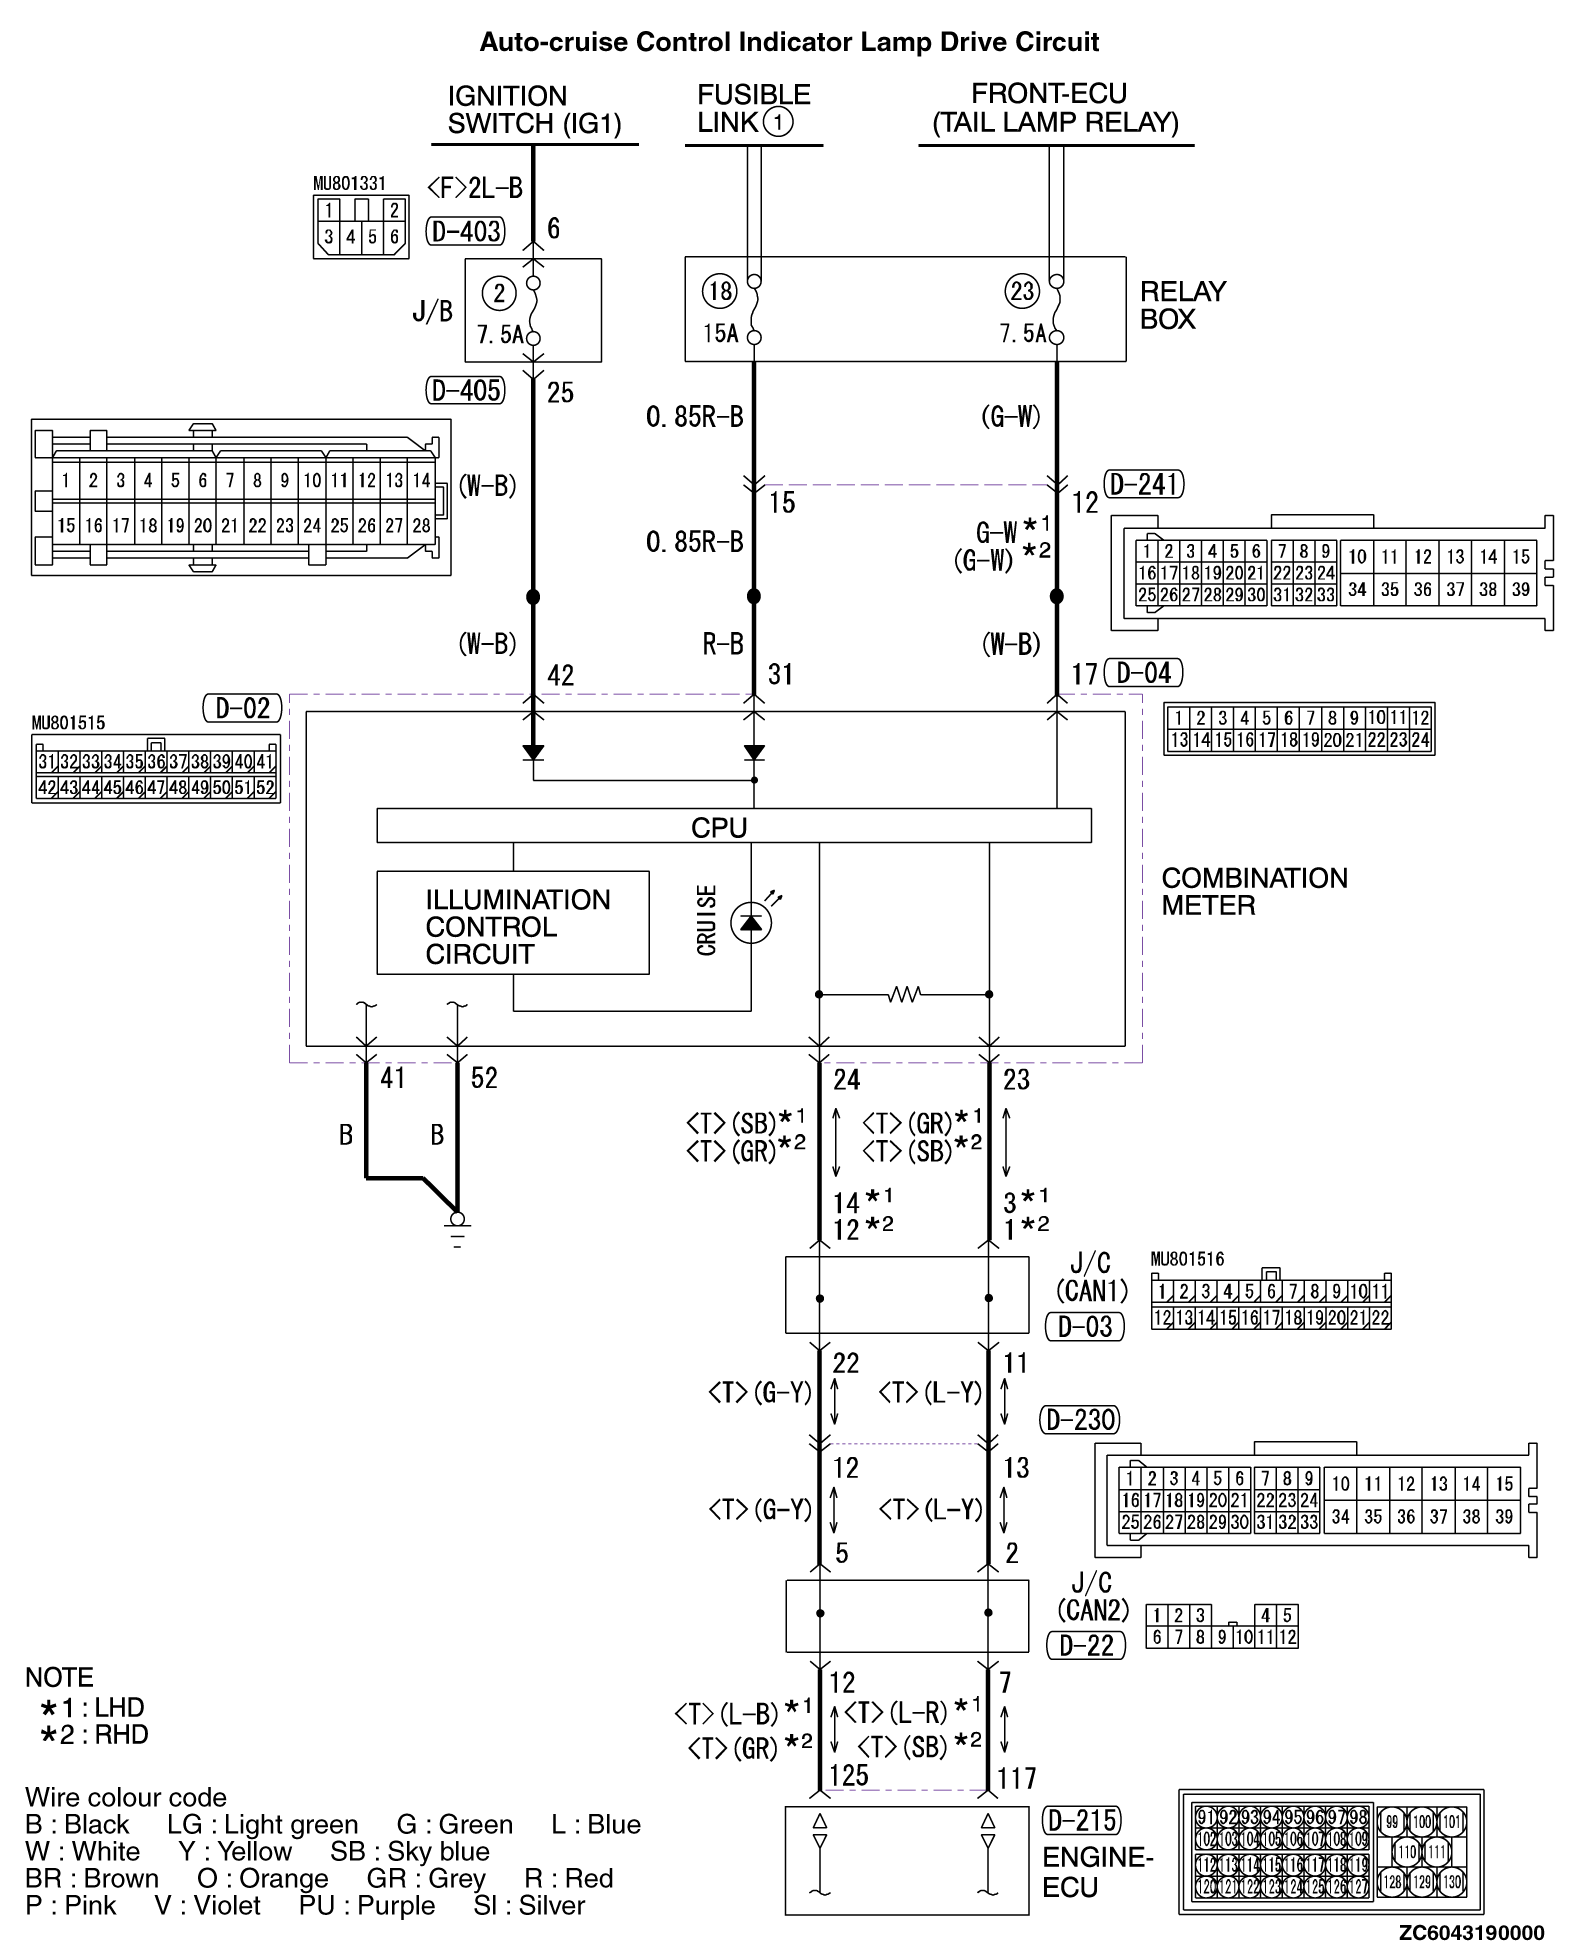 Auto-cruise Control Indicator Lamp Drive Circuit
IGNITION
SWITCH (IG1)
FUSIBLE
LINK 1
FRONT-ECU
(TAIL LAMP RELAY)
MU801331
1 2
3 4 5 6
<F>2L-B
D-403
6
J/B
2
7.5A
18
15A
23
7.5A
RELAY
BOX
D-405
25
0.85R-B
(G-W)
1 2 3 4 5 6 7 8 9 10 11 12 13 14
15 16 17 18 19 20 21 22 23 24 25 26 27 28
(W-B)
15
12
D-241
0.85R-B
G-W *1
(G-W) *2
1 2 3 4 5 6 7 8 9 10 11 12 13 14 15
16 17 18 19 20 21 22 23 24
25 26 27 28 29 30 31 32 33 34 35 36 37 38 39
(W-B)
R-B
(W-B)
42
31
17
D-04
D-02
1 2 3 4 5 6 7 8 9 10 11 12
13 14 15 16 17 18 19 20 21 22 23 24
MU801515
31 32 33 34 35 36 37 38 39 40 41
42 43 44 45 46 47 48 49 50 51 52
CPU
ILLUMINATION
CONTROL
CIRCUIT
CRUISE
COMBINATION
METER
41
52
24
23
B
B
<T>(SB)*1
<T>(GR)*2
<T>(GR)*1
<T>(SB)*2
14*1
12*2
3*1
1*2
J/C
(CAN1)
D-03
MU801516
1 2 3 4 5 6 7 8 9 10 11
12 13 14 15 16 17 18 19 20 21 22
22
11
<T>(G-Y)
<T>(L-Y)
D-230
12
13
<T>(G-Y)
<T>(L-Y)
1 2 3 4 5 6 7 8 9 10 11 12 13 14 15
16 17 18 19 20 21 22 23 24
25 26 27 28 29 30 31 32 33 34 35 36 37 38 39
5
2
J/C
(CAN2)
D-22
1 2 3 4 5
6 7 8 9 10 11 12
12
7
<T>(L-B)*1
<T>(GR)*2
<T>(L-R)*1
<T>(SB)*2
125
117
D-215
ENGINE-
ECU
91 92 93 94 95 96 97 98 99 100 101
102 103 104 105 106 107 108 109 110 111
112 113 114 115 116 117 118 119
120 121 122 123 124 125 126 127 128 129 130
NOTE
*1 : LHD
*2 : RHD
Wire colour code
B : Black LG : Light green G : Green L : Blue
W : White Y : Yellow SB : Sky blue
BR : Brown O : Orange GR : Grey R : Red
P : Pink V : Violet PU : Purple SI : Silver
ZC6043190000